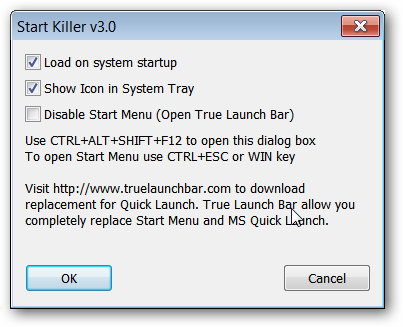 Start Killer v3.0
Load on system startup
Show Icon in System Tray
Disable Start Menu (Open True Launch Bar)
Use CTRL+ALT+SHIFT+F12 to open this dialog box
To open Start Menu use CTRL+ESC or WIN key
Visit http://www.truelaunchbar.com to download
replacement for Quick Launch. True Launch Bar allow you
completely replace Start Menu and MS Quick Launch.
OK
Cancel